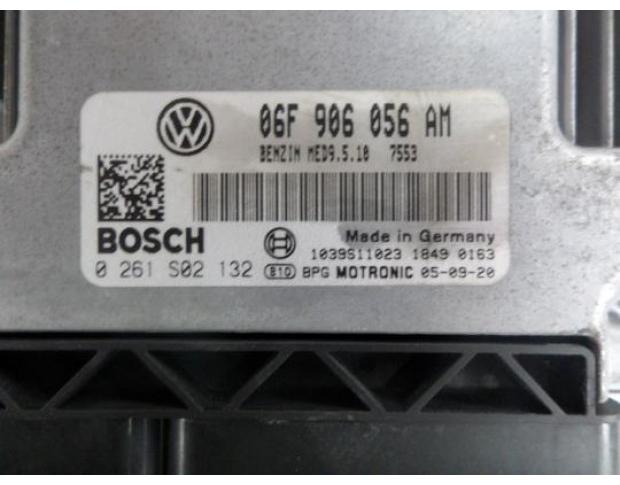 06F 906 056 AM
BENZIN MED9.5.10 7553
BOSCH
Made in Germany
1039S11023 1849 0163
0 261 S02 132 B10 BPG MOTRONIC 05-09-20